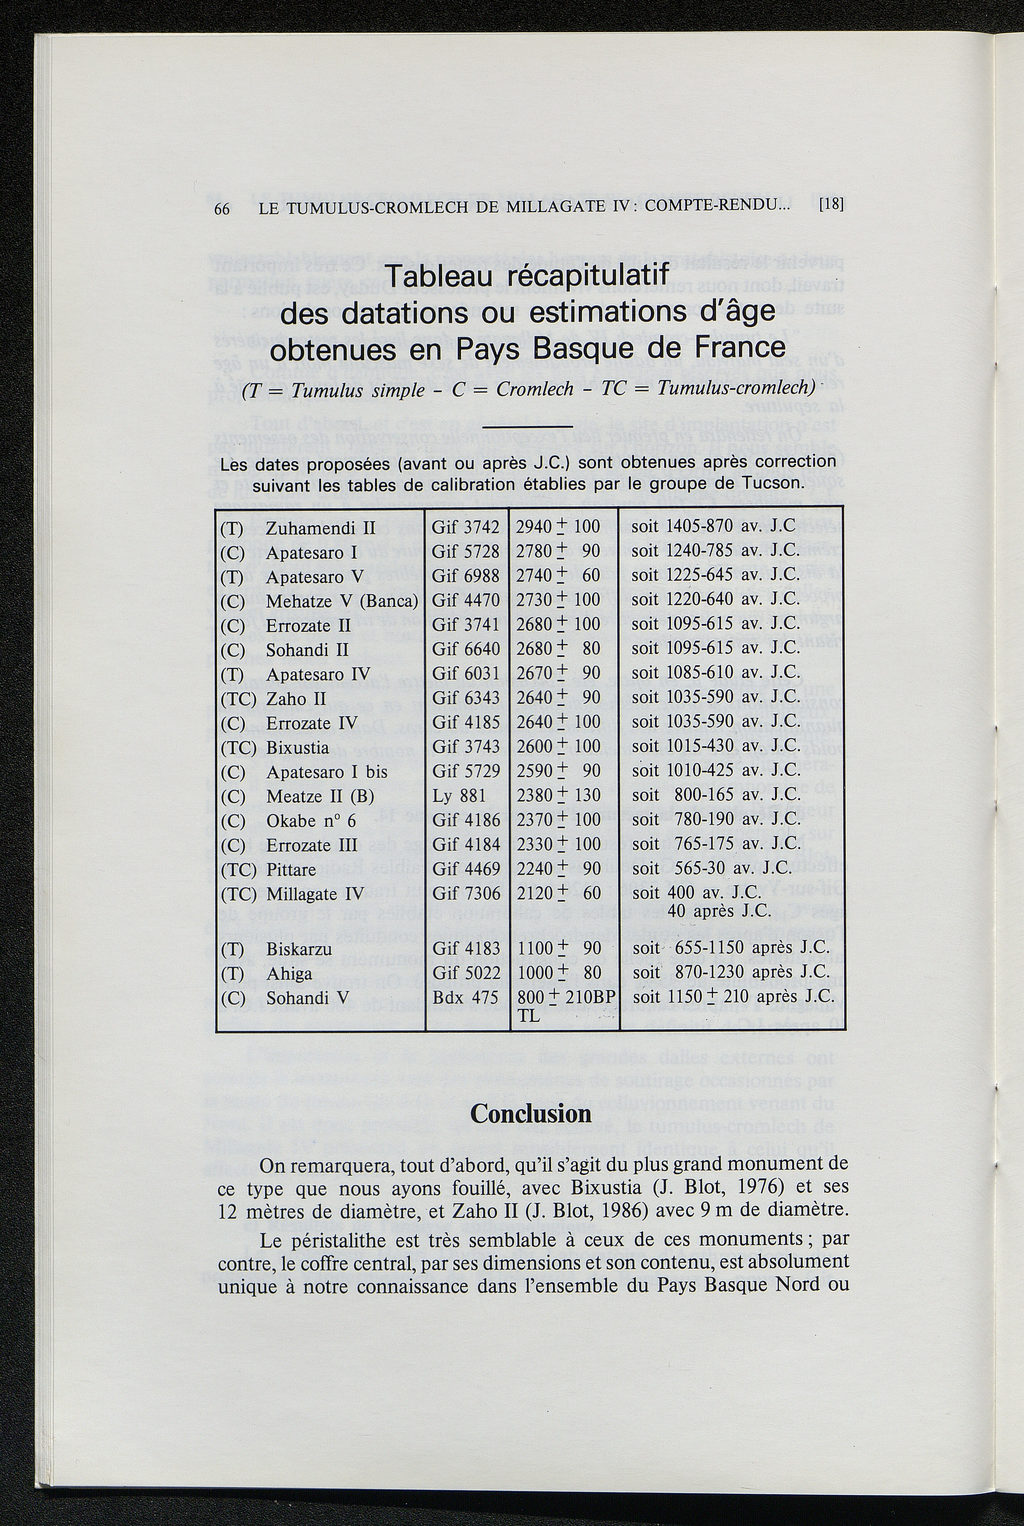 66 LE TUMULUS-CROMLECH DE MILLAGATE IV: COMPTE-RENDU... [18]
Tableau récapitulatif
des datations ou estimations d'âge
obtenues en Pays Basque de France
(T = Tumulus simple - C = Cromlech - TC = Tumulus-cromlech)
Les dates proposées (avant ou après J.C.) sont obtenues après correction
suivant les tables de calibration établies par le groupe de Tucson.
(T) Zuhamendi II Gif 3742 2940 ± 100 soit 1405-870 av. J.C
(C) Apatesaro I Gif 5728 2780 ± 90 soit 1240-785 av. J.C.
(T) Apatesaro V Gif 6988 2740 ± 60 soit 1225-645 av. J.C.
(C) Mehatze V (Banca) Gif 4470 2730 ± 100 soit 1220-640 av. J.C.
(C) Errozate II Gif 3741 2680 ± 100 soit 1095-615 av. J.C.
(C) Sohandi II Gif 6640 2680 ± 80 soit 1095-615 av. J.C.
(T) Apatesaro IV Gif 6031 2670 ± 90 soit 1085-610 av. J.C.
(TC) Zaho II Gif 6343 2640 ± 90 soit 1035-590 av. J.C.
(C) Errozate IV Gif 4185 2640 ± 100 soit 1035-590 av. J.C.
(TC) Bixustia Gif 3743 2600 ± 100 soit 1015-430 av. J.C.
(C) Apatesaro I bis Gif 5729 2590 ± 90 soit 1010-425 av. J.C.
(C) Meatze II (B) Ly 881 2380 ± 130 soit 800-165 av. J.C.
(C) Okabe n° 6 Gif 4186 2370 ± 100 soit 780-190 av. J.C.
(C) Errozate III Gif 4184 2330 ± 100 soit 765-175 av. J.C.
(TC) Pittare Gif 4469 2240 ± 90 soit 565-30 av. J.C.
(TC) Millagate IV Gif 7306 2120 ± 60 soit 400 av. J.C.
40 après J.C.
(T) Biskarzu Gif 4183 1100 ± 90 soit 655-1150 après J.C.
(T) Ahiga Gif 5022 1000 ± 80 soit 870-1230 après J.C.
(C) Sohandi V Bdx 475 800 ± 210BP soit 1150 ± 210 après J.C.
TL
Conclusion
On remarquera, tout d'abord, qu'il s'agit du plus grand monument de
ce type que nous ayons fouillé, avec Bixustia (J. Blot, 1976) et ses
12 mètres de diamètre, et Zaho II (J. Blot, 1986) avec 9 m de diamètre.
Le péristalithe est très semblable à ceux de ces monuments ; par
contre, le coffre central, par ses dimensions et son contenu, est absolument
unique à notre connaissance dans l'ensemble du Pays Basque Nord ou